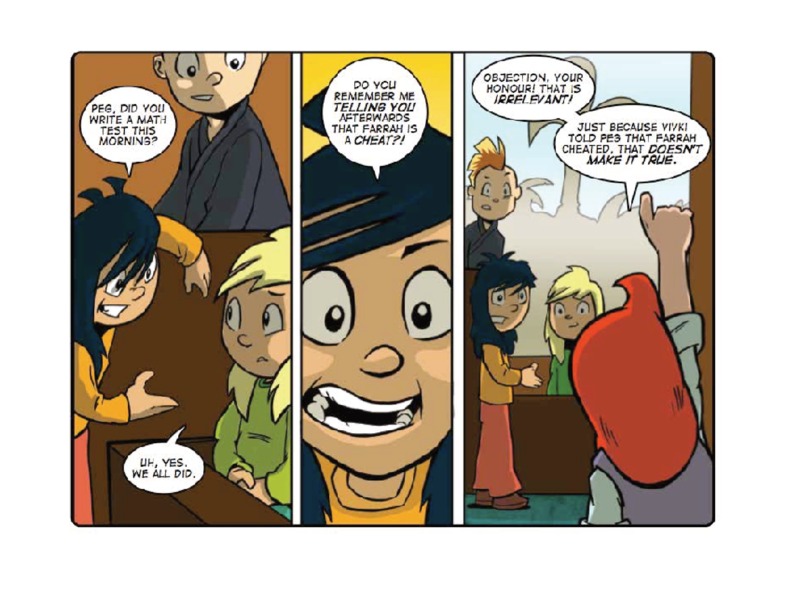 PEG, DID YOU
WRITE A MATH
TEST THIS
MORNING?
UH, YES.
WE ALL DID.
DO YOU
REMEMBER ME
TELLING YOU
AFTERWARDS
THAT FARRAH IS
A CHEAT?!
OBJECTION, YOUR
HONOUR! THAT IS
IRRELEVANT!
JUST BECAUSE VIVKI
TOLD PEG THAT FARRAH
CHEATED, THAT DOESN'T
MAKE IT TRUE.